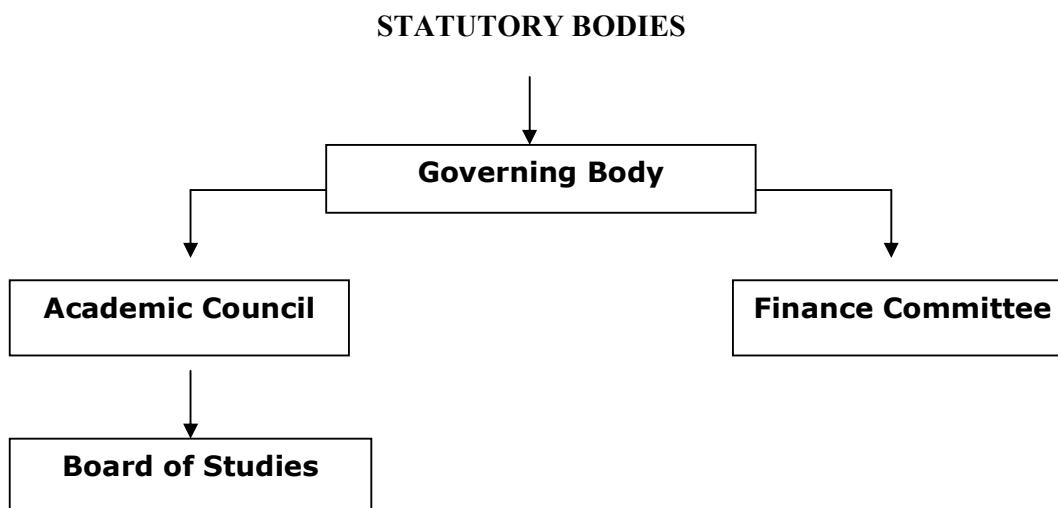 STATUTORY BODIES
Governing Body
Academic Council
Finance Committee
Board of Studies